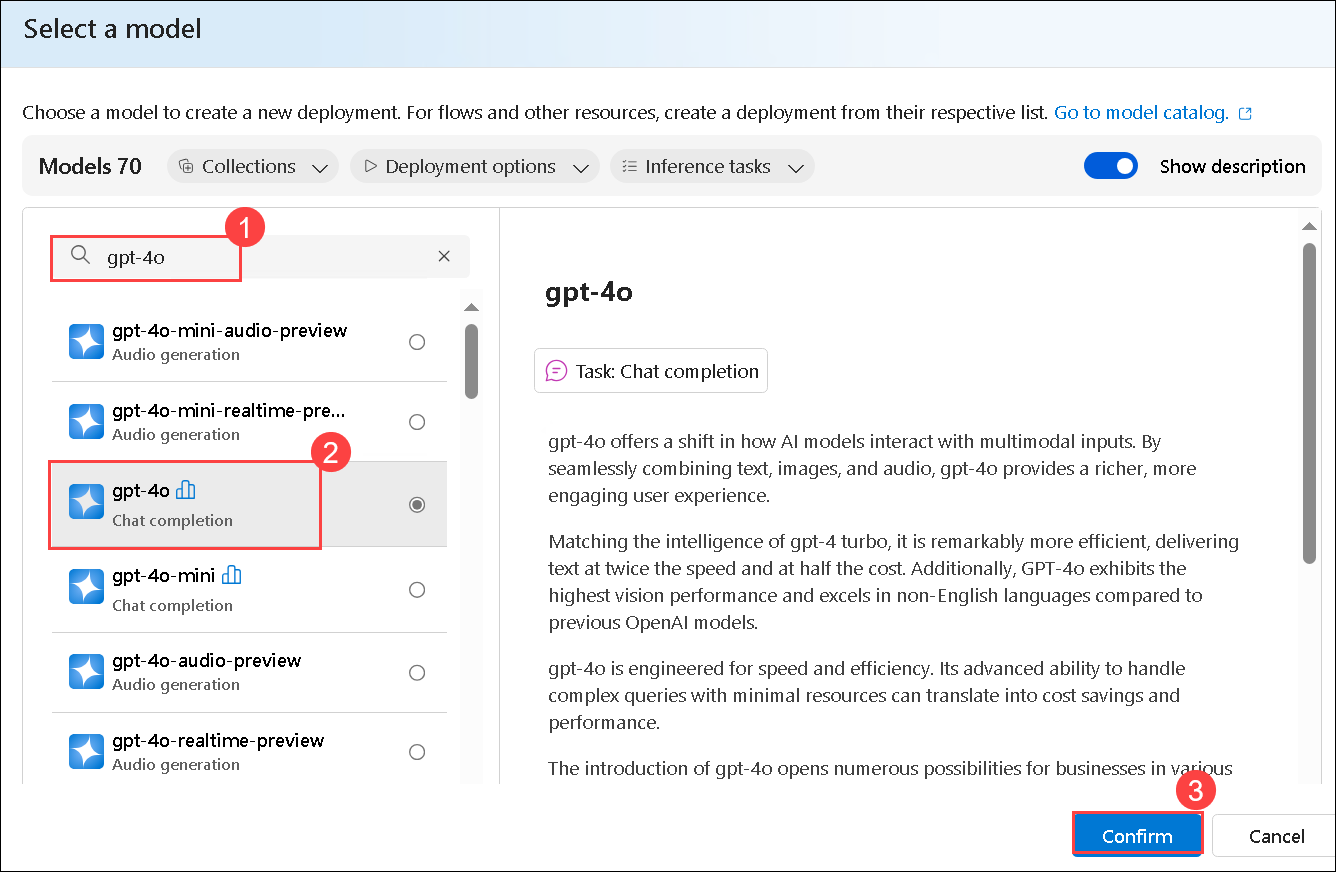 Select a model
Choose a model to create a new deployment. For flows and other resources, create a deployment from their respective list. Go to model catalog.
Models 70 Collections Deployment options Inference tasks Show description
1
gpt-4o
gpt-4o-mini-audio-preview
Audio generation
gpt-4o-mini-realtime-pre...
Audio generation
2
gpt-4o
Chat completion
gpt-4o-mini
Chat completion
gpt-4o-audio-preview
Audio generation
gpt-4o-realtime-preview
Audio generation
gpt-4o
Task: Chat completion
gpt-4o offers a shift in how AI models interact with multimodal inputs. By
seamlessly combining text, images, and audio, gpt-4o provides a richer, more
engaging user experience.
Matching the intelligence of gpt-4 turbo, it is remarkably more efficient, delivering
text at twice the speed and at half the cost. Additionally, GPT-4o exhibits the
highest vision performance and excels in non-English languages compared to
previous OpenAI models.
gpt-4o is engineered for speed and efficiency. Its advanced ability to handle
complex queries with minimal resources can translate into cost savings and
performance.
The introduction of gpt-4o opens numerous possibilities for businesses in various
3
Confirm Cancel